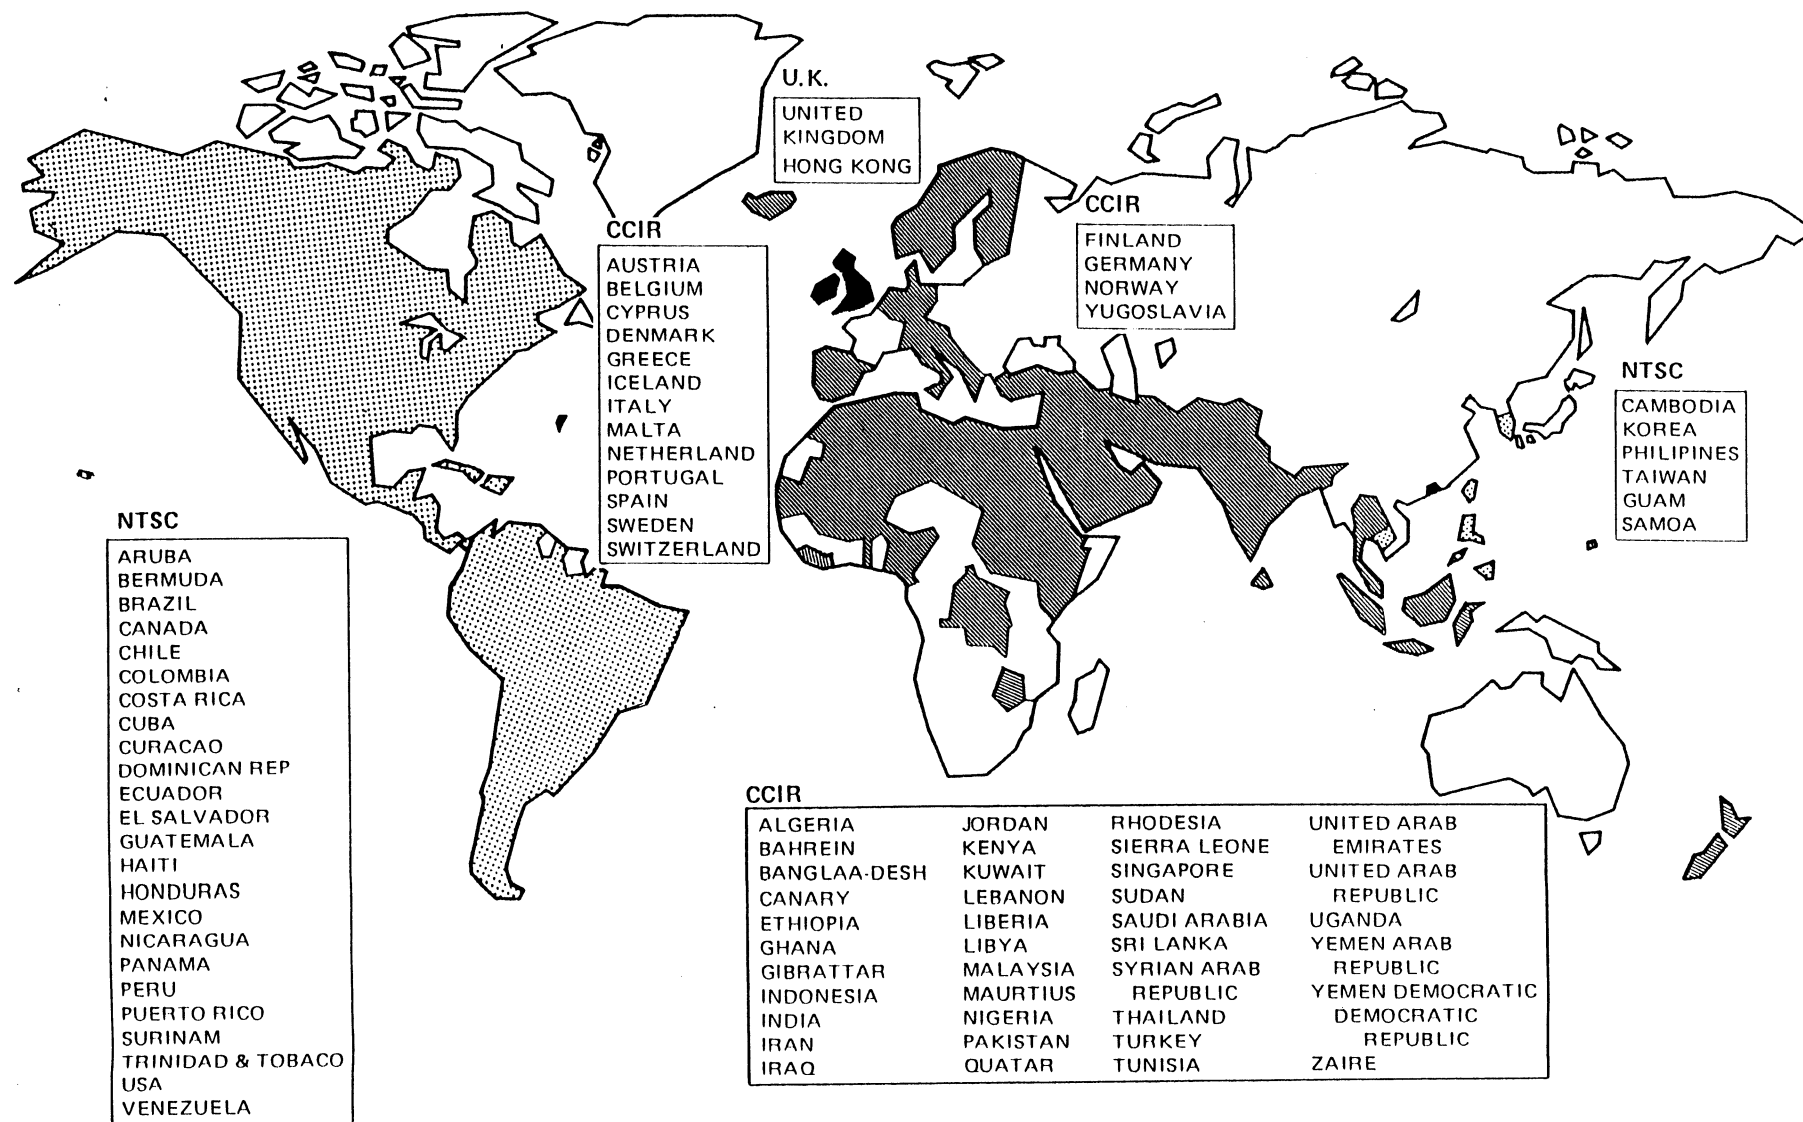 U.K.
UNITED
KINGDOM
HONG KONG
CCIR
AUSTRIA
BELGIUM
CYPRUS
DENMARK
GREECE
ICELAND
ITALY
MALTA
NETHERLAND
PORTUGAL
SPAIN
SWEDEN
SWITZERLAND
CCIR
FINLAND
GERMANY
NORWAY
YUGOSLAVIA
NTSC
CAMBODIA
KOREA
PHILIPINES
TAIWAN
GUAM
SAMOA
NTSC
ARUBA
BERMUDA
BRAZIL
CANADA
CHILE
COLOMBIA
COSTA RICA
CUBA
CURACAO
DOMINICAN REP
ECUADOR
EL SALVADOR
GUATEMALA
HAITI
HONDURAS
MEXICO
NICARAGUA
PANAMA
PERU
PUERTO RICO
SURINAM
TRINIDAD & TOBACO
USA
VENEZUELA
CCIR
ALGERIA
BAHREIN
BANGLAA-DESH
CANARY
ETHIOPIA
GHANA
GIBRATTAR
INDONESIA
INDIA
IRAN
IRAQ
JORDAN
KENYA
KUWAIT
LEBANON
LIBERIA
LIBYA
MALAYSIA
MAURTIUS
NIGERIA
PAKISTAN
QUATAR
RHODESIA
SIERRA LEONE
SINGAPORE
SUDAN
SAUDI ARABIA
SRI LANKA
SYRIAN ARAB
REPUBLIC
THAILAND
TURKEY
TUNISIA
UNITED ARAB
EMIRATES
UNITED ARAB
REPUBLIC
UGANDA
YEMEN ARAB
REPUBLIC
YEMEN DEMOCRATIC
DEMOCRATIC
REPUBLIC
ZAIRE